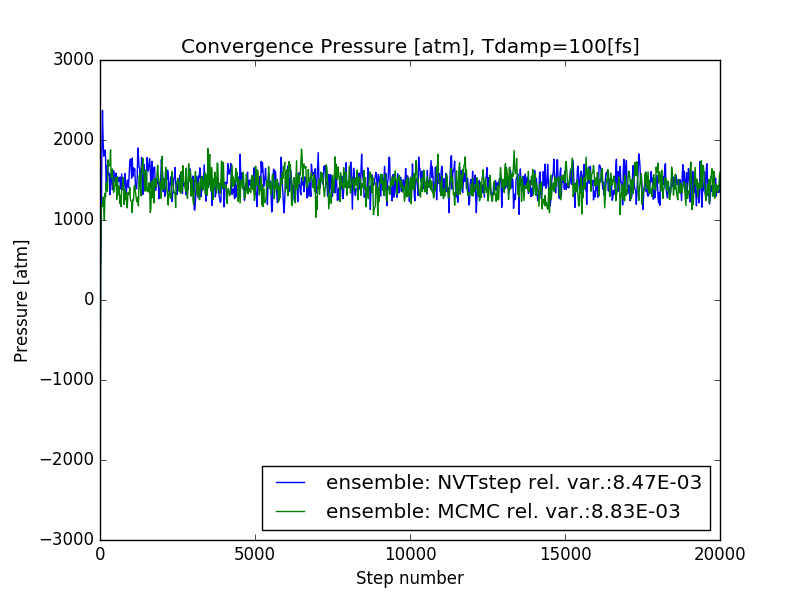 Convergence Pressure [atm], Tdamp=100[fs]
3000
2000
1000
0
−1000
−2000
−3000
Pressure [atm]
ensemble: NVTstep rel. var.:8.47E-03
ensemble: MCMC rel. var.:8.83E-03
0 5000 10000 15000 20000
Step number